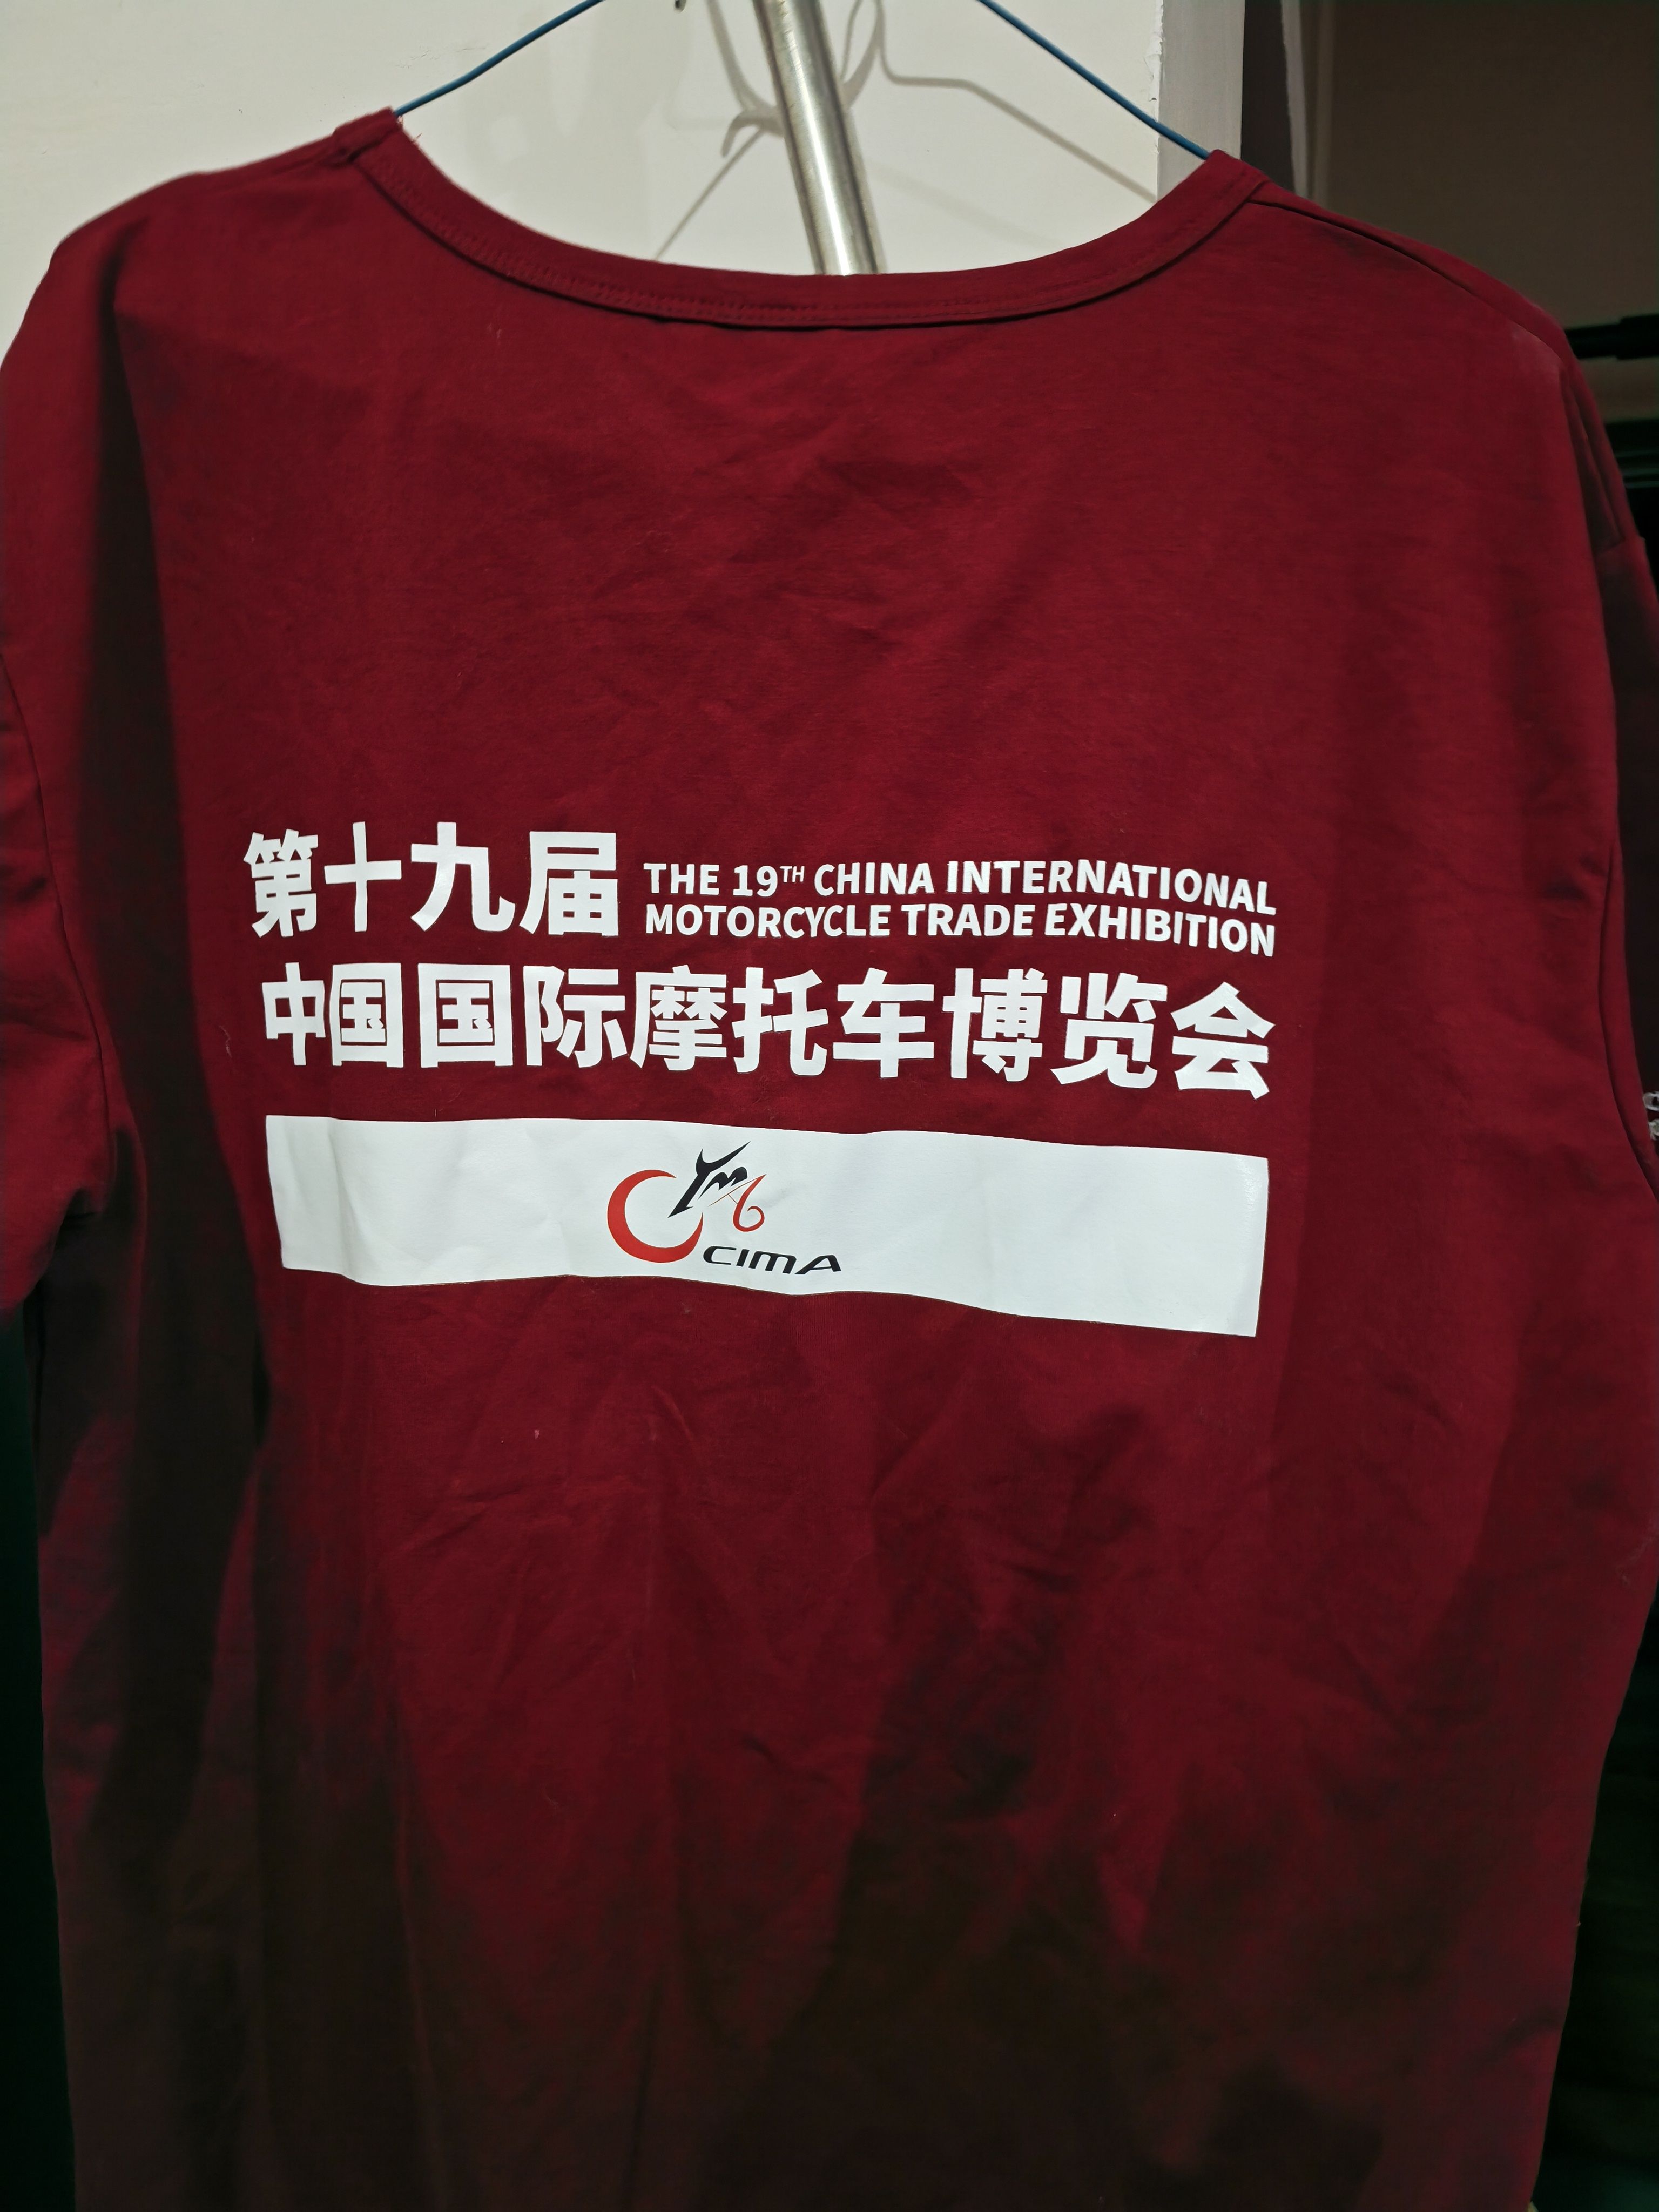 第十九届
THE 19TH CHINA INTERNATIONAL
MOTORCYCLE TRADE EXHIBITION
中国国际摩托车博览会
CIMA
CIMA